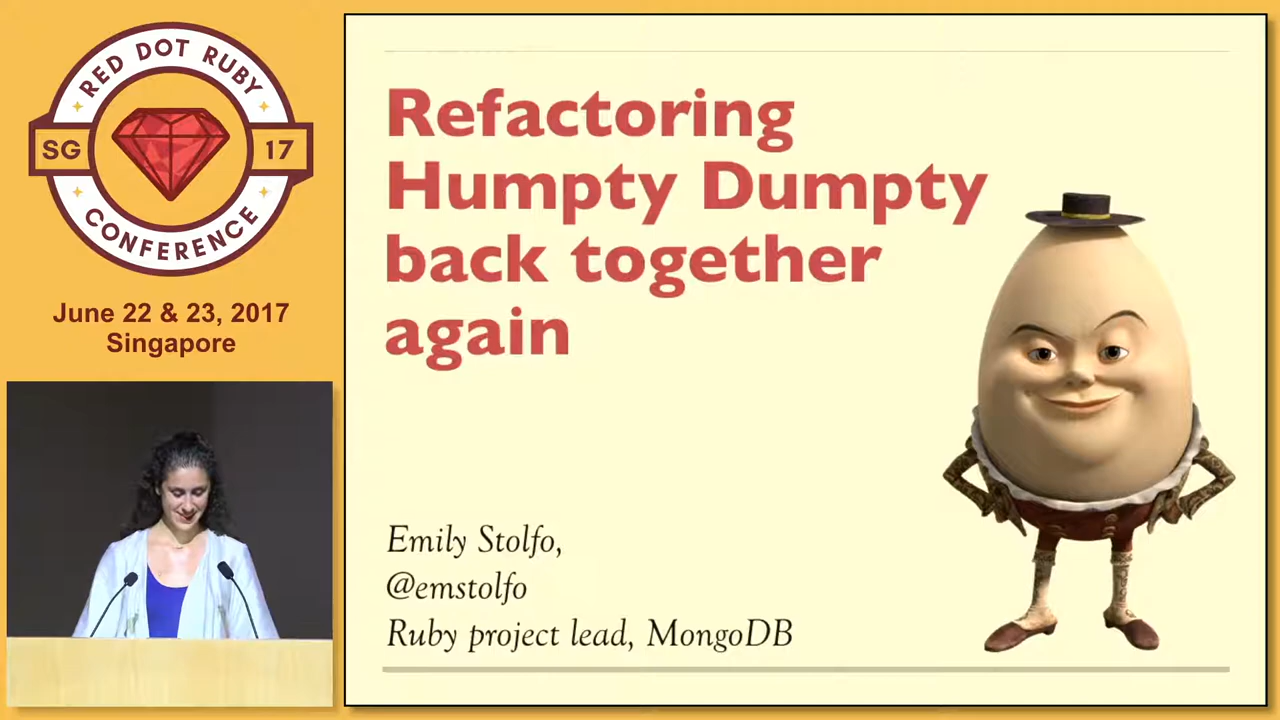 RED DOT RUBY
SG 17
CONFERENCE
June 22 & 23, 2017
Singapore
Refactoring
Humpty Dumpty
back together
again
Emily Stolfo,
@emstolfo
Ruby project lead, MongoDB